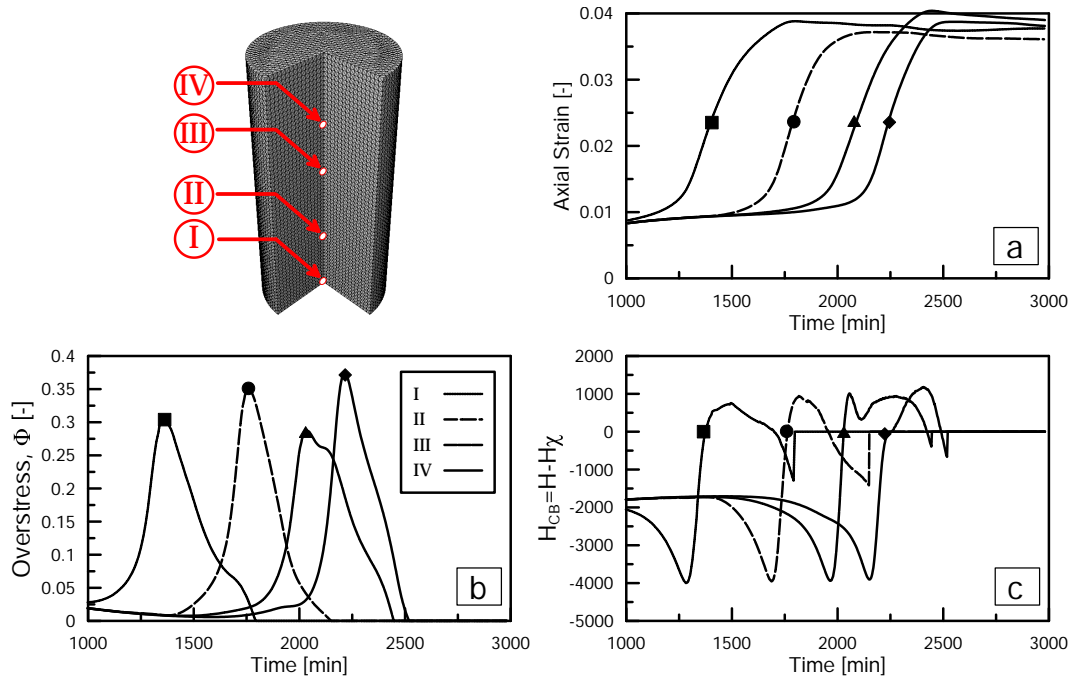 IV
III
II
I
0.04
0.03
0.02
0.01
0
Axial Strain [-]
a
1000 1500 2000 2500 3000
Time [min]
0.4
0.35
0.3
0.25
0.2
0.15
0.1
0.05
0
Overstress, Φ [-]
I
II
III
IV
b
1000 1500 2000 2500 3000
Time [min]
2000
1000
0
-1000
-2000
-3000
-4000
-5000
H_CB=H-Hχ
c
1000 1500 2000 2500 3000
Time [min]